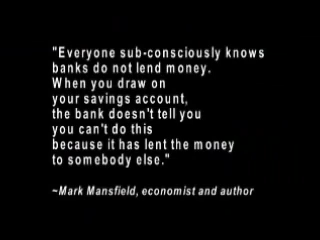 "Everyone sub-consciously knows
banks do not lend money.
When you draw on
your savings account,
the bank doesn't tell you
you can't do this
because it has lent the money
to somebody else."
~Mark Mansfield, economist and author